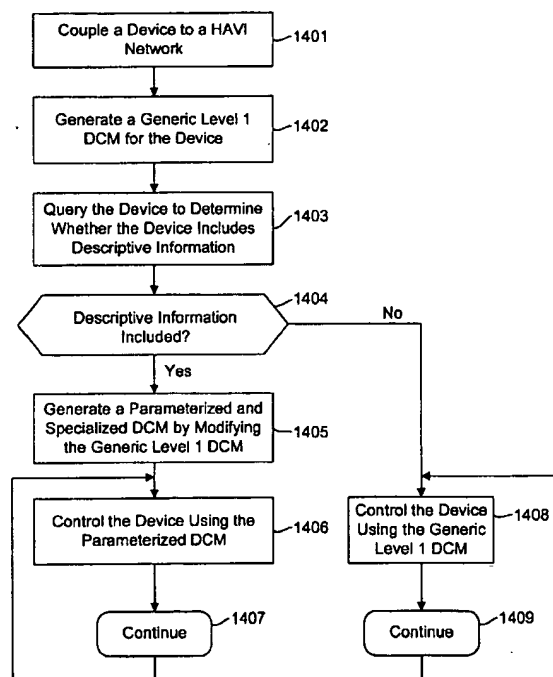 Couple a Device to a HAVI
Network
1401
Generate a Generic Level 1
DCM for the Device
1402
Query the Device to Determine
Whether the Device Includes
Descriptive Information
1403
1404
Descriptive Information
Included?
No
Yes
Generate a Parameterized and
Specialized DCM by Modifying
the Generic Level 1 DCM
1405
Control the Device Using the
Parameterized DCM
1406
Control the Device
Using the Generic
Level 1 DCM
1408
Continue
1407
Continue
1409